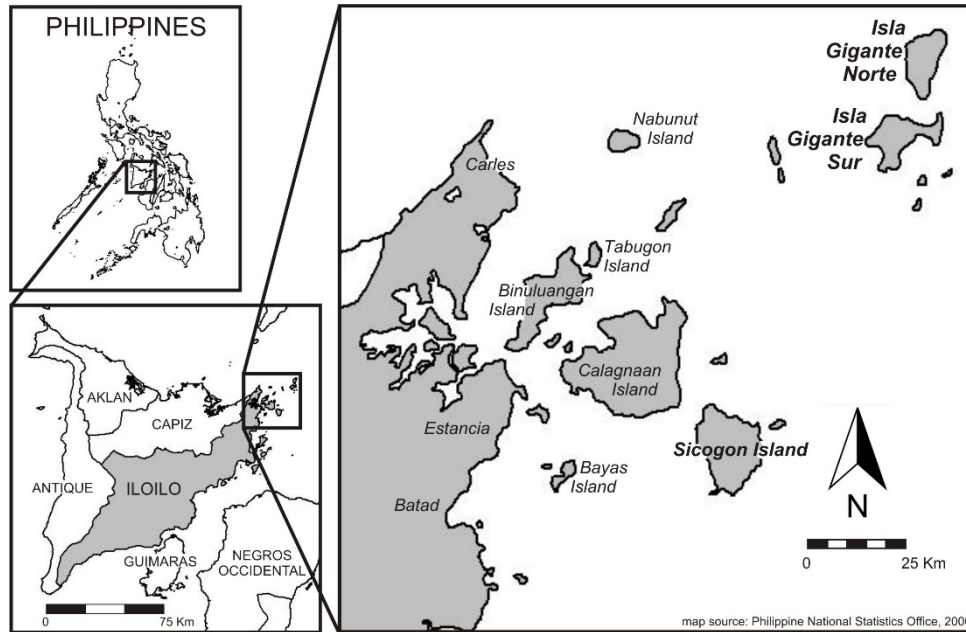 PHILIPPINES
AKLAN
CAPIZ
ANTIQUE
ILOILO
GUIMARAS
NEGROS
OCCIDENTAL
0
75 Km
Isla
Gigante
Norte
Isla
Gigante
Sur
Nabunut
Island
Carles
Tabugon
Island
Binuluangan
Island
Calagnaan
Island
Estancia
Sicogon Island
Bayas
Island
Batad
N
0
25 Km
map source: Philippine National Statistics Office, 200